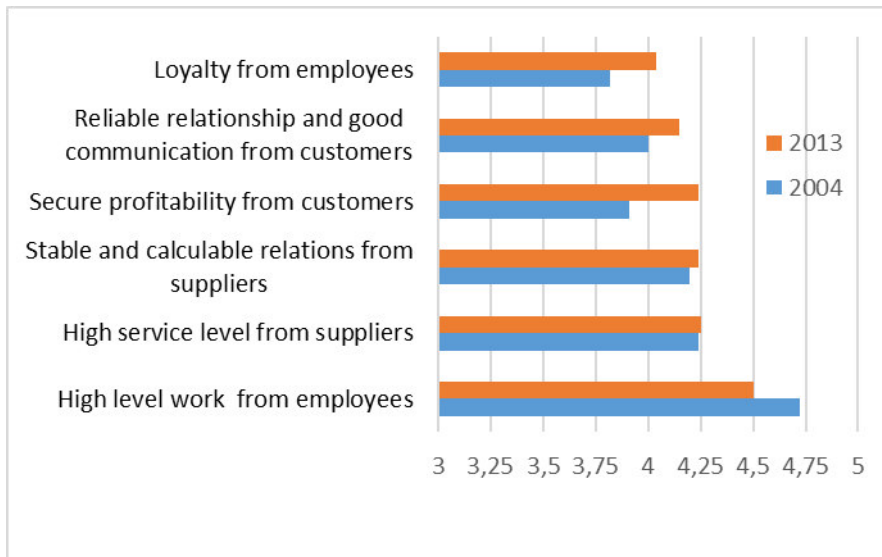 Loyalty from employees
Reliable relationship and good
communication from customers
Secure profitability from customers
Stable and calculable relations from
suppliers
High service level from suppliers
High level work  from employees
2013
2004
3 3,25 3,5 3,75 4 4,25 4,5 4,75 5